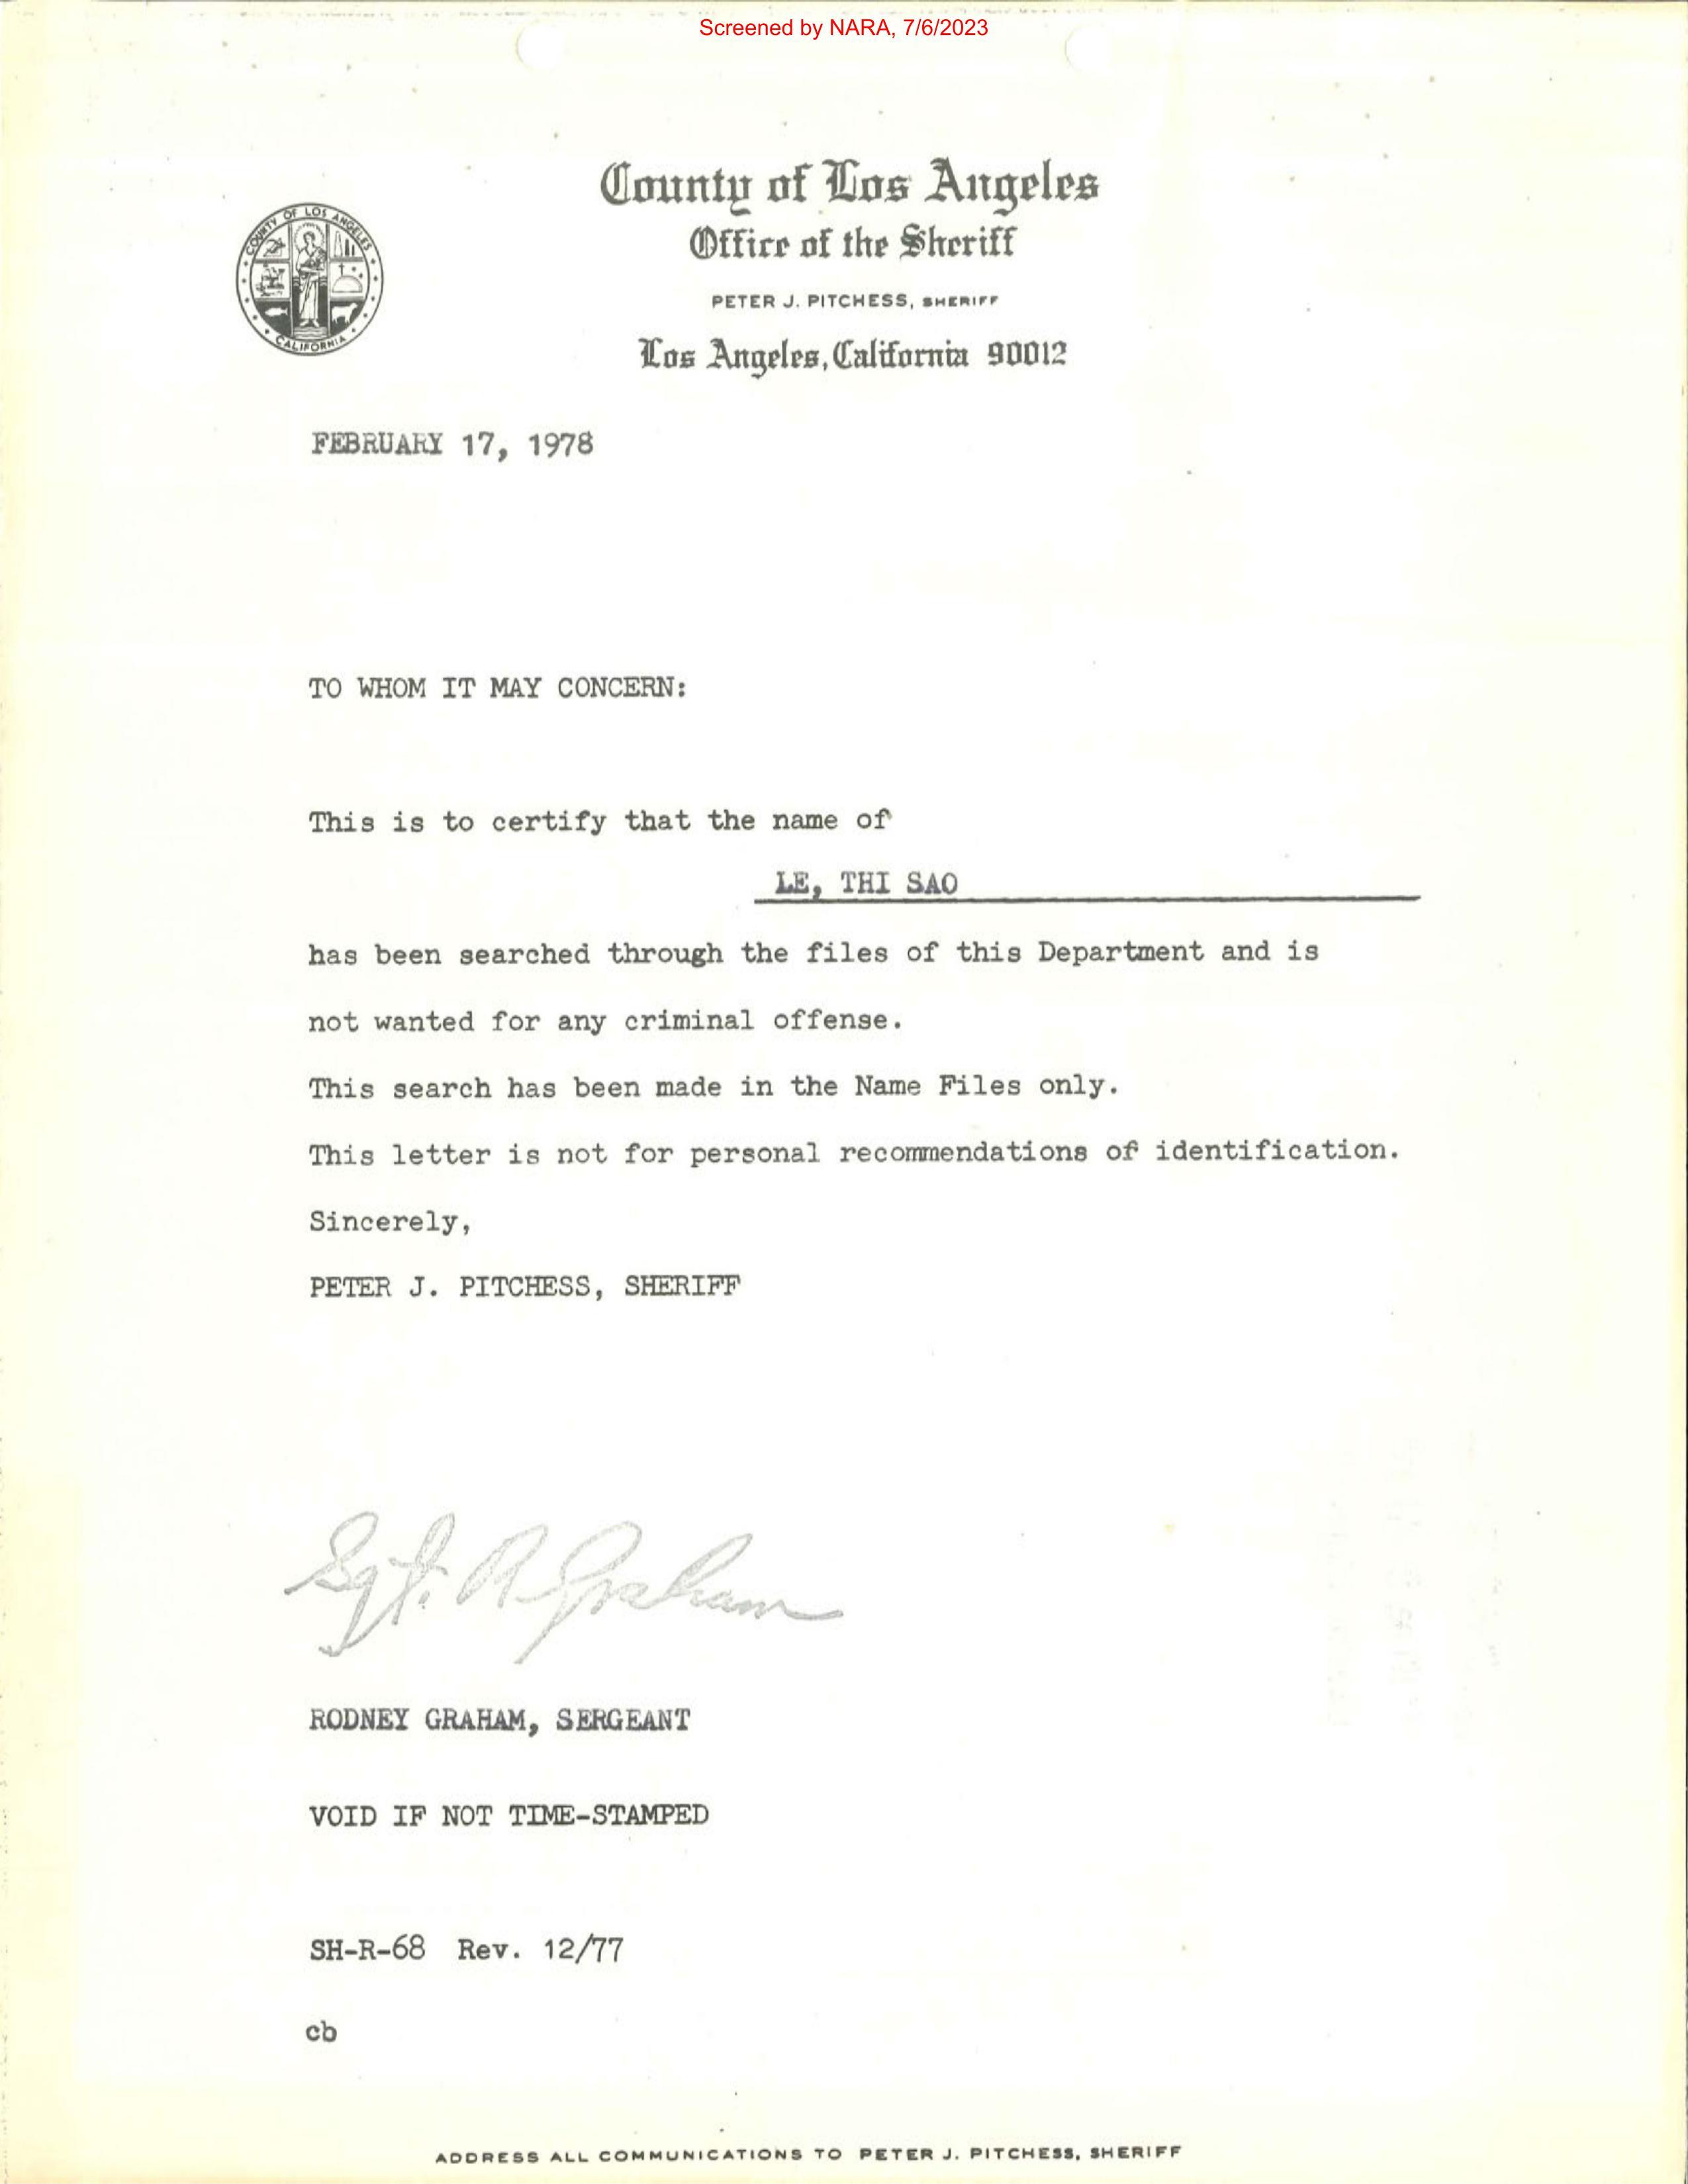 Screened by NARA, 7/6/2023
County of Los Angeles
Office of the Sheriff
PETER J. PITCHESS, SHERIFF
Los Angeles, California 90012
COUNTY OF LOS ANGELES
CALIFORNIA
FEBRUARY 17, 1978
TO WHOM IT MAY CONCERN:
This is to certify that the name of
LE, THI SAO
has been searched through the files of this Department and is
not wanted for any criminal offense.
This search has been made in the Name Files only.
This letter is not for personal recommendations of identification.
Sincerely,
PETER J. PITCHESS, SHERIFF
Sgt. R Graham
RODNEY GRAHAM, SERGEANT
VOID IF NOT TIME-STAMPED
SH-R-68 Rev. 12/77
cb
ADDRESS ALL COMMUNICATIONS TO PETER J. PITCHESS, SHERIFF